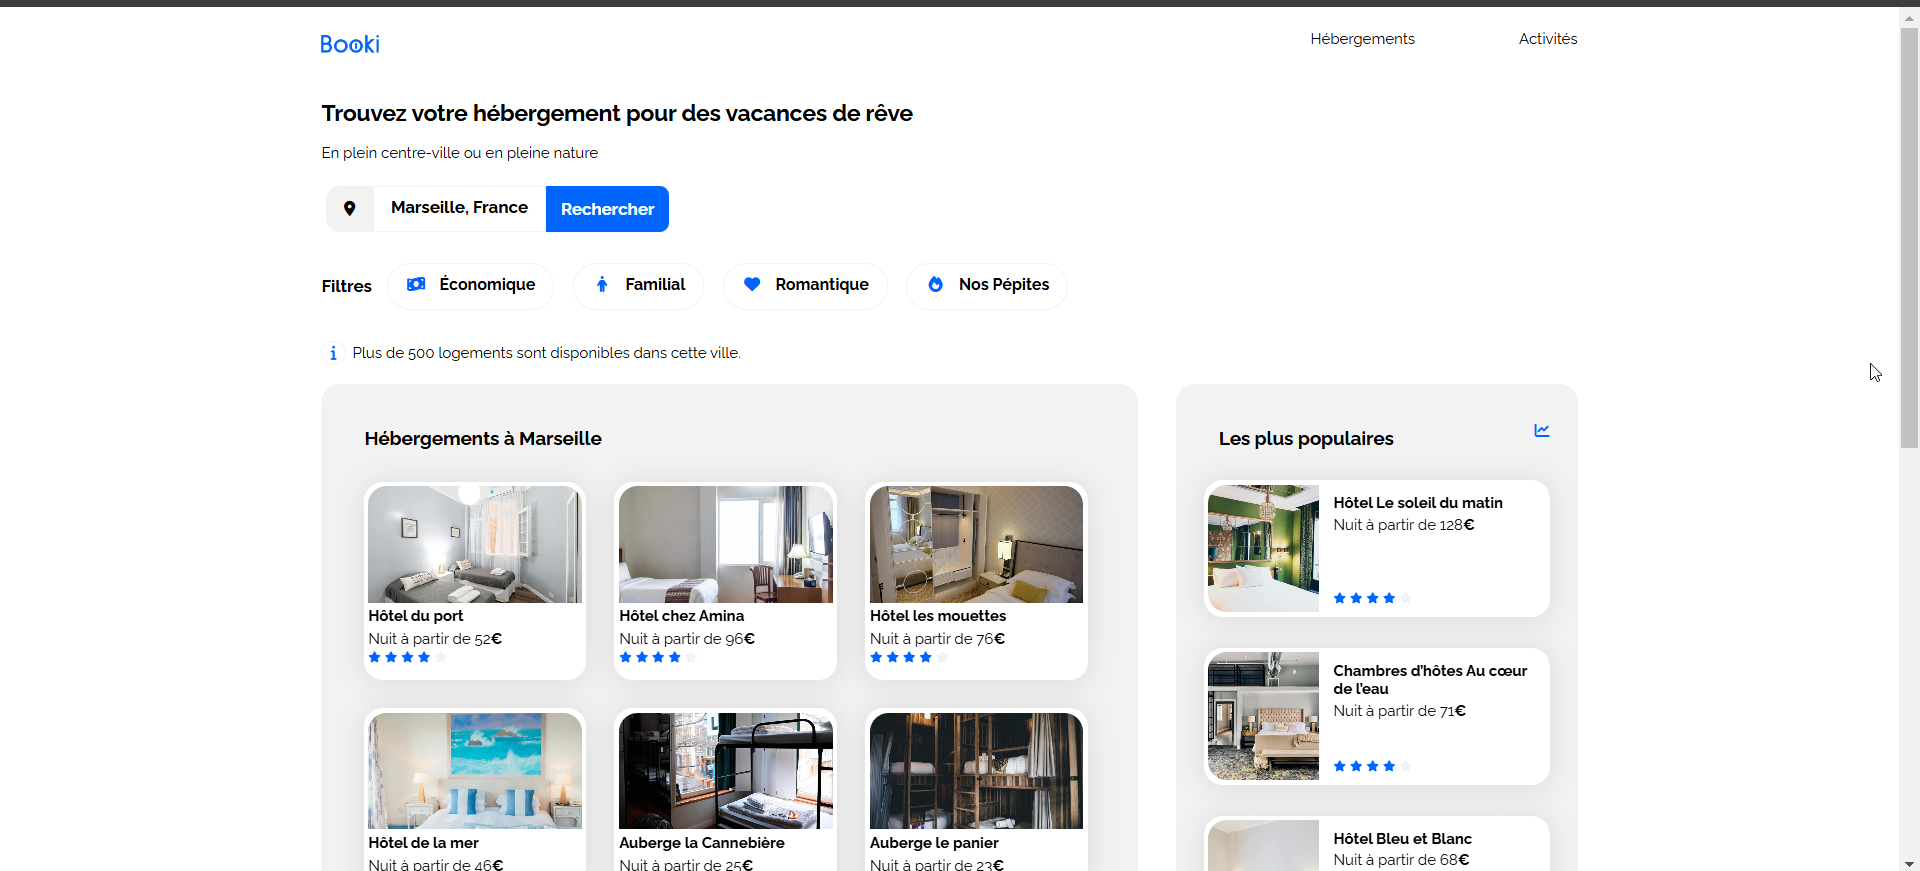 Booki
Hébergements
Activités
Trouvez votre hébergement pour des vacances de rêve
En plein centre-ville ou en pleine nature
Marseille, France
Rechercher
Filtres
Économique
Familial
Romantique
Nos Pépites
Plus de 500 logements sont disponibles dans cette ville.
Hébergements à Marseille
Hôtel du port
Nuit à partir de 52€
Hôtel chez Amina
Nuit à partir de 96€
Hôtel les mouettes
Nuit à partir de 76€
Hôtel de la mer
Nuit à partir de 46€
Auberge la Cannebière
Nuit à partir de 25€
Auberge le panier
Nuit à partir de 23€
Les plus populaires
Hôtel Le soleil du matin
Nuit à partir de 128€
Chambres d'hôtes Au cœur
de l'eau
Nuit à partir de 71€
Hôtel Bleu et Blanc
Nuit à partir de 68€